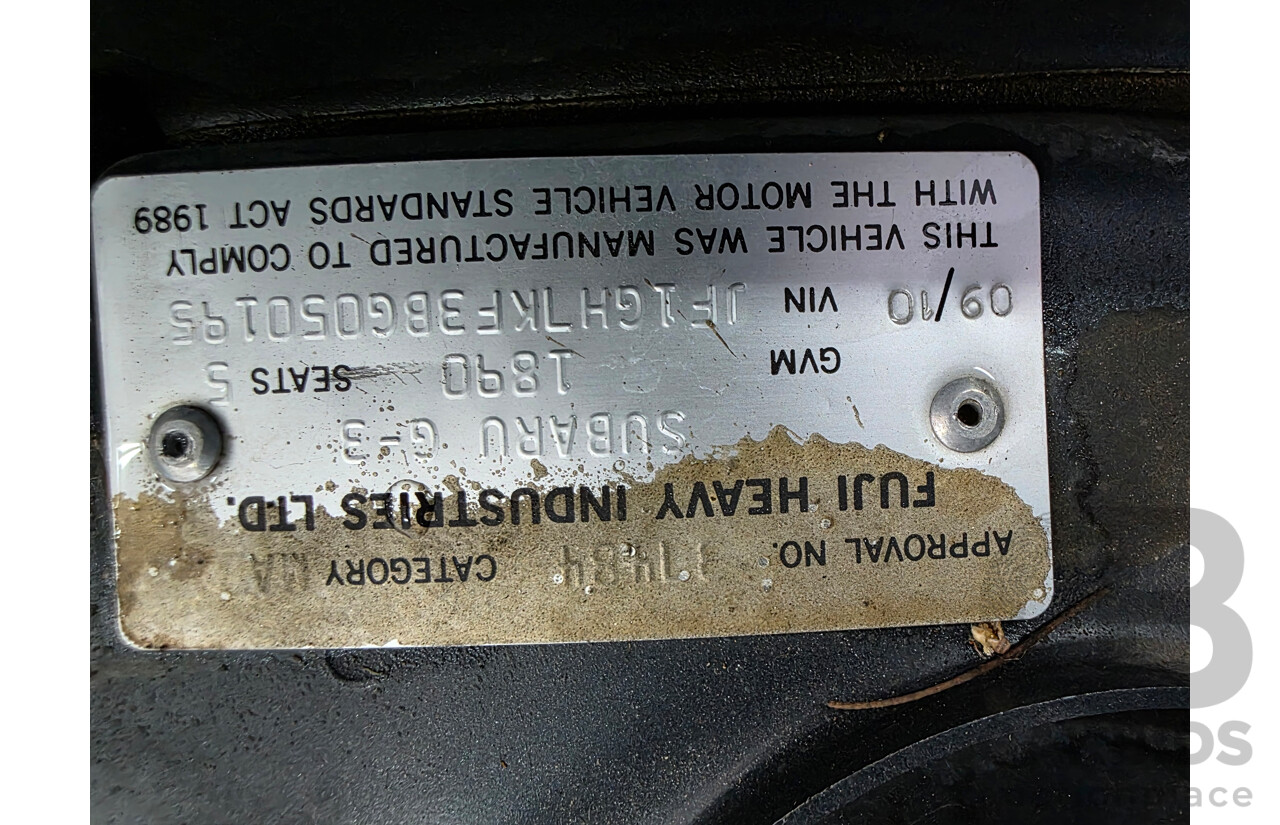 APPROVAL NO. CATEGORY MA
FUJI HEAVY INDUSTRIES LTD.
SUBARU G-3
GVM 1890 SEATS 5
09/10 VIN JF1GH7KF3BG050195
THIS VEHICLE WAS MANUFACTURED TO COMPLY
WITH THE MOTOR VEHICLE STANDARDS ACT 1989